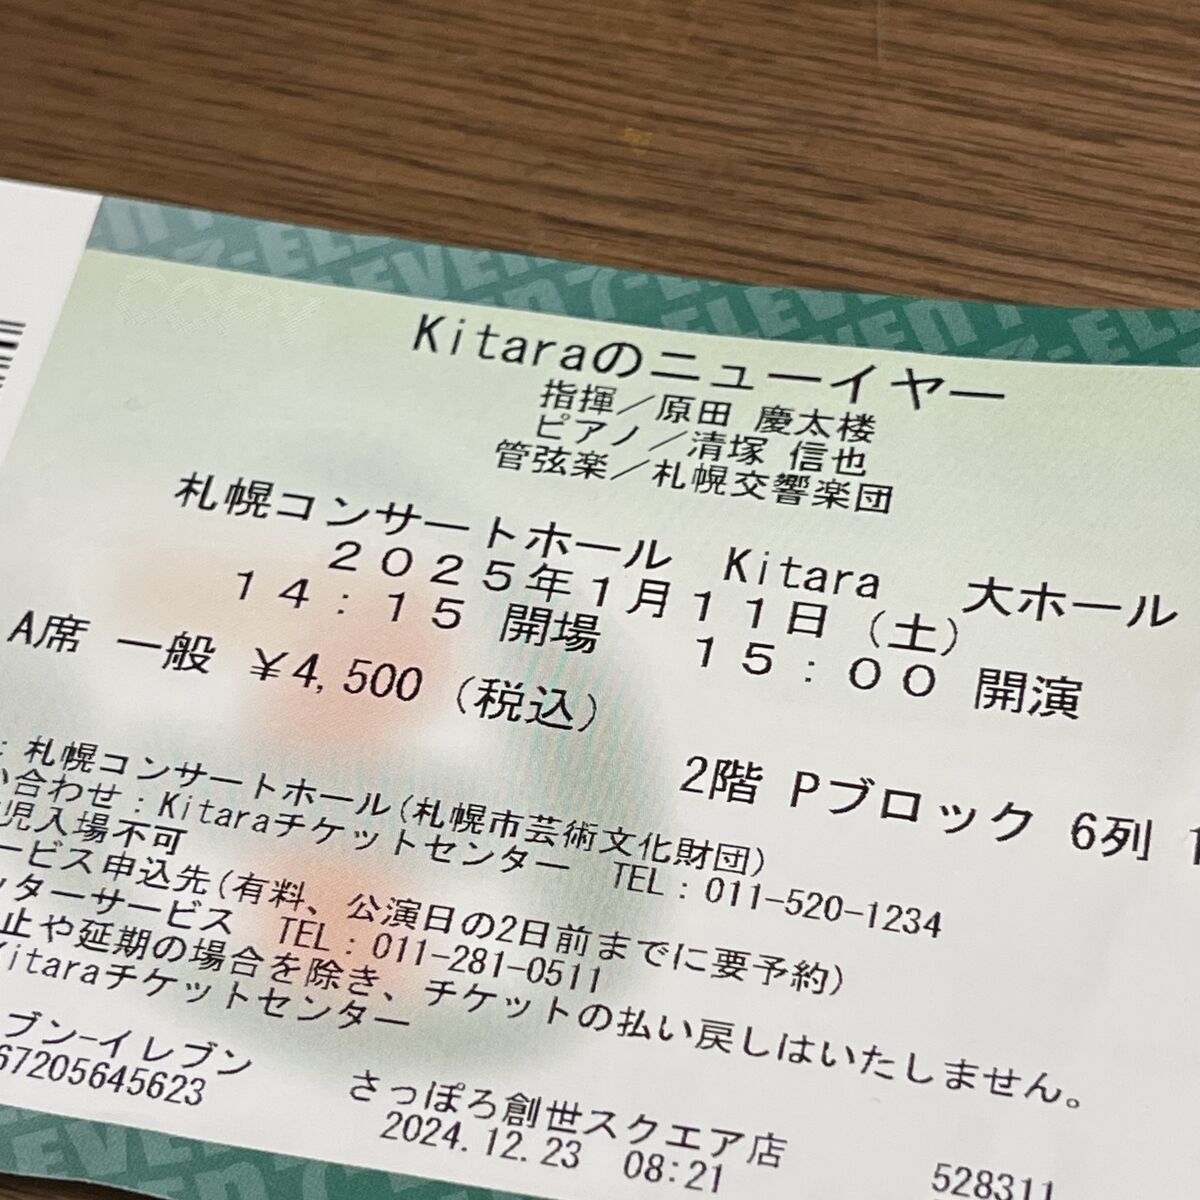 Kitaraのニューイヤー
指揮／原田 慶太楼
ピアノ／清塚 信也
管弦楽／札幌交響楽団
札幌コンサートホール Kitara 大ホール
２０２５年１月１１日（土）
１４：１５ 開場 １５：００ 開演
A席 一般 ￥4,500（税込）
2階 Pブロック 6列
：札幌コンサートホール(札幌市芸術文化財団)
い合わせ：Kitaraチケットセンター TEL：011-520-1234
児入場不可
ービス申込先(有料、公演日の2日前までに要予約)
ッターサービス TEL：011-281-0511
止や延期の場合を除き、チケットの払い戻しはいたしません。
Kitaraチケットセンター
ブン-イレブン
67205645623
さっぽろ創世スクエア店
2024.12.23 08:21
528311